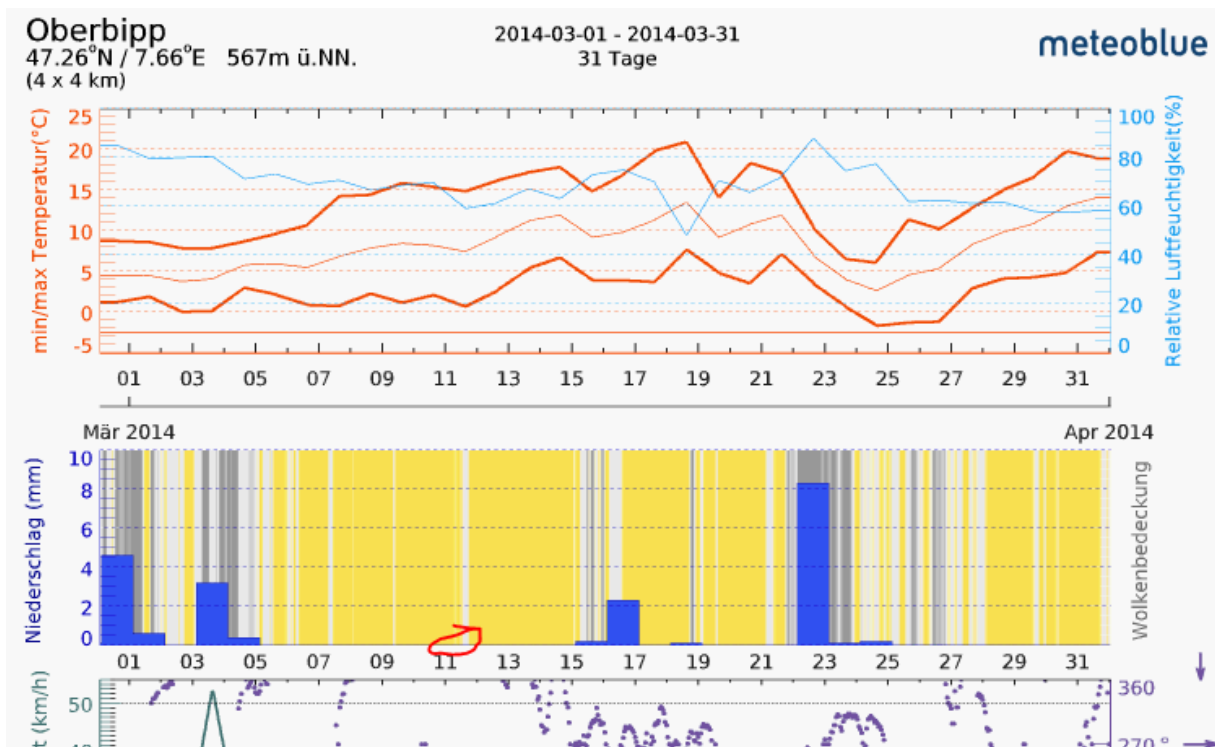 Oberbipp
47.26°N / 7.66°E 567m ü.NN.
(4 x 4 km)
2014-03-01 - 2014-03-31
31 Tage
meteoblue
min/max Temperatur(°C)
25
20
15
10
5
0
-5
100
80
60
40
20
0
Relative Luftfeuchtigkeit(%)
01 03 05 07 09 11 13 15 17 19 21 23 25 27 29 31
Mär 2014
Apr 2014
Niederschlag (mm)
10
8
6
4
2
0
Wolkenbedeckung
01 03 05 07 09 11 13 15 17 19 21 23 25 27 29 31
(km/h)
50
360
270°